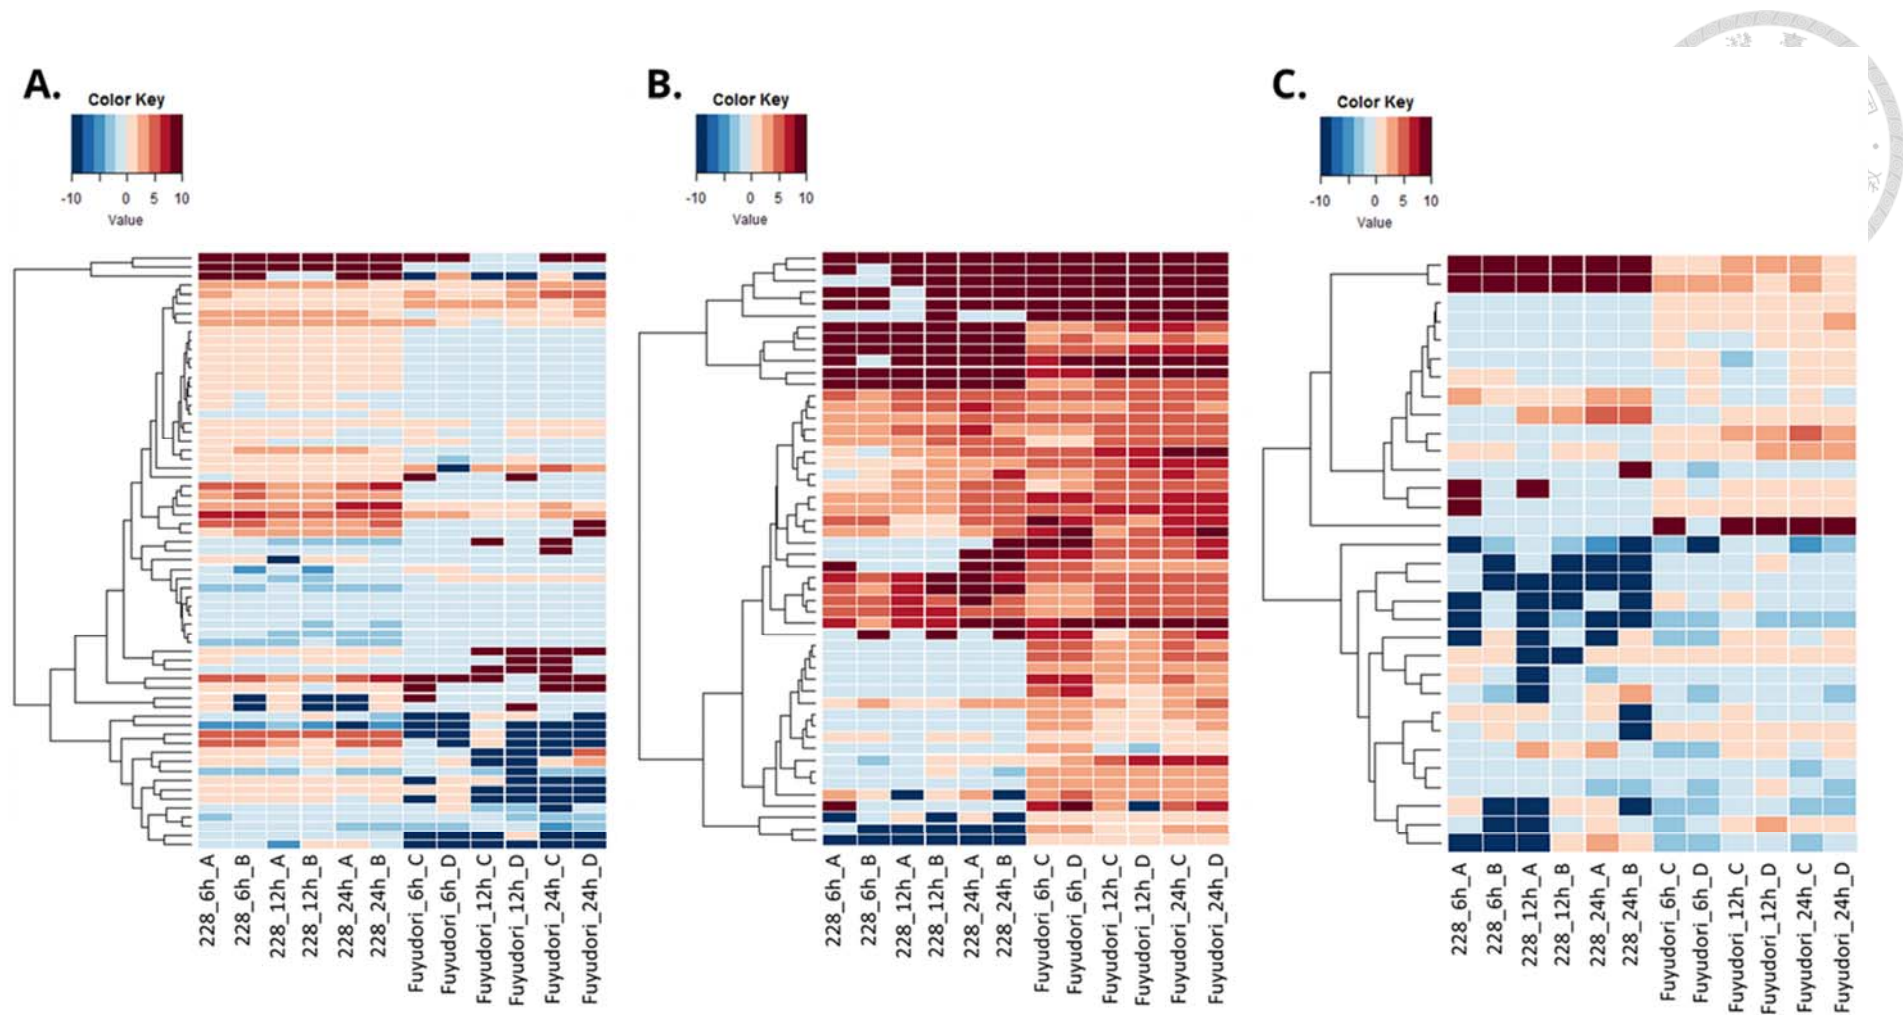 A.
Color Key
-10 0 5 10
Value
228_6h_A
228_6h_B
228_12h_A
228_12h_B
228_24h_A
228_24h_B
Fuyudori_6h_C
Fuyudori_6h_D
Fuyudori_12h_C
Fuyudori_12h_D
Fuyudori_24h_C
Fuyudori_24h_D
B.
Color Key
-10 0 5 10
Value
228_6h_A
228_6h_B
228_12h_A
228_12h_B
228_24h_A
228_24h_B
Fuyudori_6h_C
Fuyudori_6h_D
Fuyudori_12h_C
Fuyudori_12h_D
Fuyudori_24h_C
Fuyudori_24h_D
C.
Color Key
-10 0 5 10
Value
228_6h_A
228_6h_B
228_12h_A
228_12h_B
228_24h_A
228_24h_B
Fuyudori_6h_C
Fuyudori_6h_D
Fuyudori_12h_C
Fuyudori_12h_D
Fuyudori_24h_C
Fuyudori_24h_D